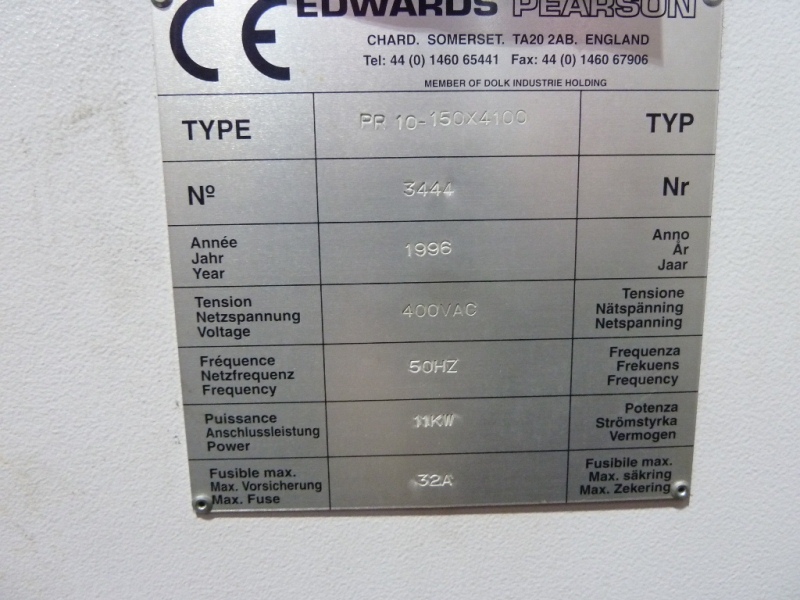 CE
EDWARDS PEARSON
CHARD. SOMERSET. TA20 2AB. ENGLAND
Tel: 44 (0) 1460 65441 Fax: 44 (0) 1460 67906
MEMBER OF DOLK INDUSTRIE HOLDING
TYPE PR 10-150X4100 TYP
Nº 3444 Nr
Année
Jahr
Year
1996
Anno
År
Jaar
Tension
Netzspannung
Voltage
400VAC
Tensione
Nätspänning
Netspanning
Fréquence
Netzfrequenz
Frequency
50HZ
Frequenza
Frekuens
Frequency
Puissance
Anschlussleistung
Power
11KW
Potenza
Strömstyrka
Vermogen
Fusible max.
Max. Vorsicherung
Max. Fuse
32A
Fusibile max.
Max. säkring
Max. Zekering